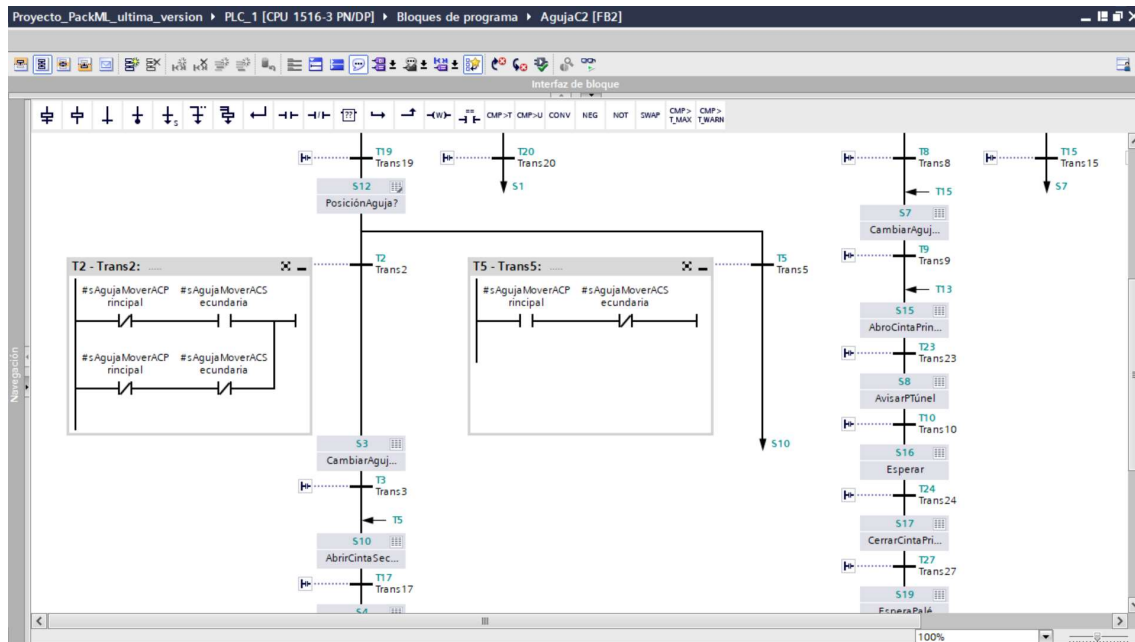 Proyecto_PackML_ultima_version ▸ PLC_1 [CPU 1516-3 PN/DP] ▸ Bloques de programa ▸ AgujaC2 [FB2]
Interfaz de bloque
CMP>T CMP>U CONV NEG NOT SWAP CMP> T_MAX CMP> T_WARN
Navegación
T19
Trans19
T20
Trans20
S12
PosiciónAguja?
S1
T2 - Trans2:
T2
Trans2
#sAgujaMoverACP
rincipal
#sAgujaMoverACS
ecundaria
#sAgujaMoverACP
rincipal
#sAgujaMoverACS
ecundaria
T5 - Trans5:
T5
Trans5
#sAgujaMoverACP
rincipal
#sAgujaMoverACS
ecundaria
S3
CambiarAguj...
T3
Trans3
T5
S10
AbrirCintaSec...
T17
Trans17
S4
S10
T8
Trans8
T15
Trans15
T15
S7
S7
CambiarAguj...
T9
Trans9
T13
S15
AbroCintaPrin...
T23
Trans23
S8
AvisarPTúnel
T10
Trans10
S16
Esperar
T24
Trans24
S17
CerrarCintaPri...
T27
Trans27
S19
EsperaPalé
100%